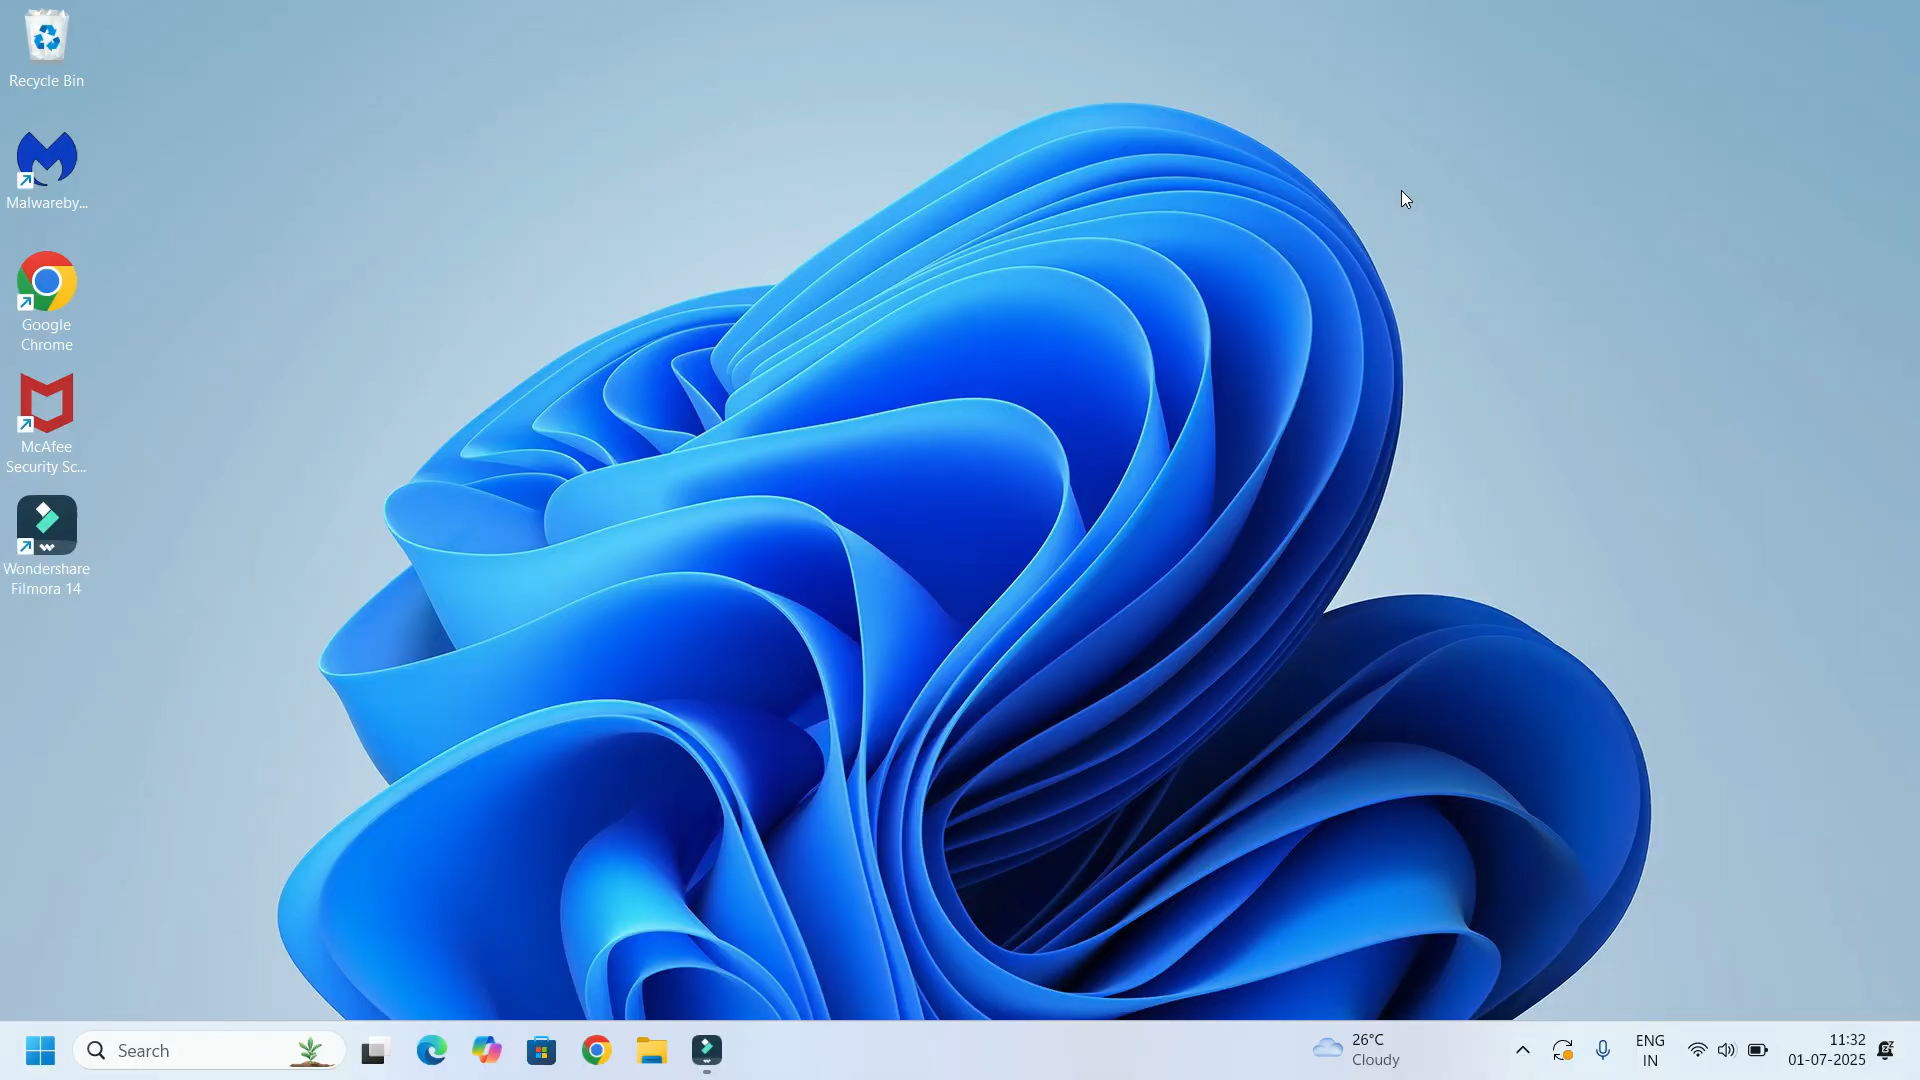 Recycle Bin
Malwareby...
Google
Chrome
McAfee
Security Sc...
Wondershare
Filmora 14
Search
26°C
Cloudy
ENG
IN
11:32
01-07-2025